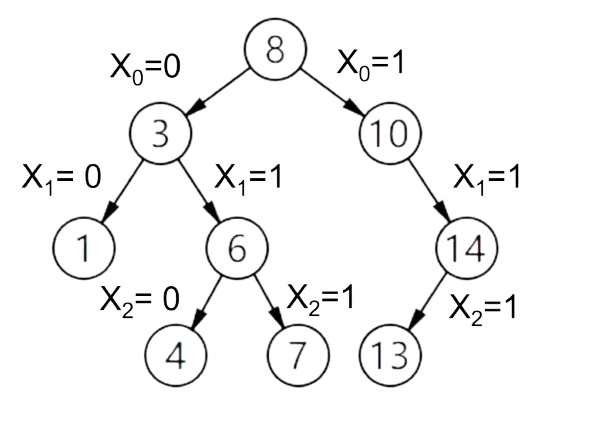 8
X₀=0
X₀=1
3
10
X₁= 0
X₁=1
X₁=1
1
6
14
X₂= 0
X₂=1
X₂=1
4
7
13